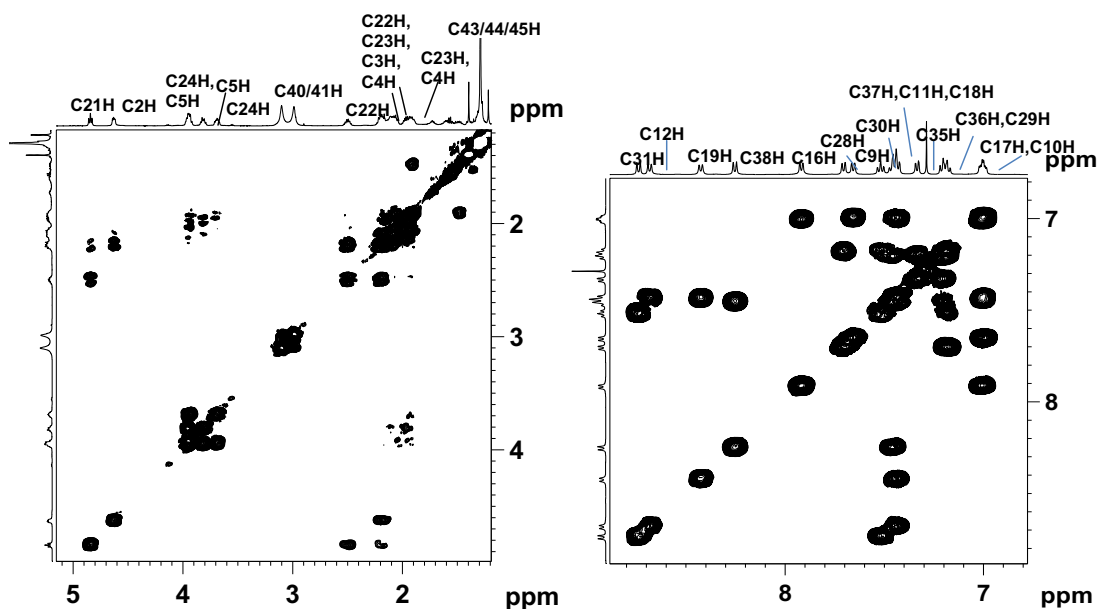 C22H,
C23H,
C3H,
C4H
C43/44/45H
C23H,
C4H
C24H,
C5H
C5H
C24H
C40/41H
C22H
C21H
C2H
ppm
2
3
4
ppm
5
4
3
2
ppm
C37H,C11H,C18H
C36H,C29H
C30H
C12H
C28H
C35H
C17H,C10H
C31H
C19H
C38H
C16H
C9H
ppm
7
8
8
7
ppm